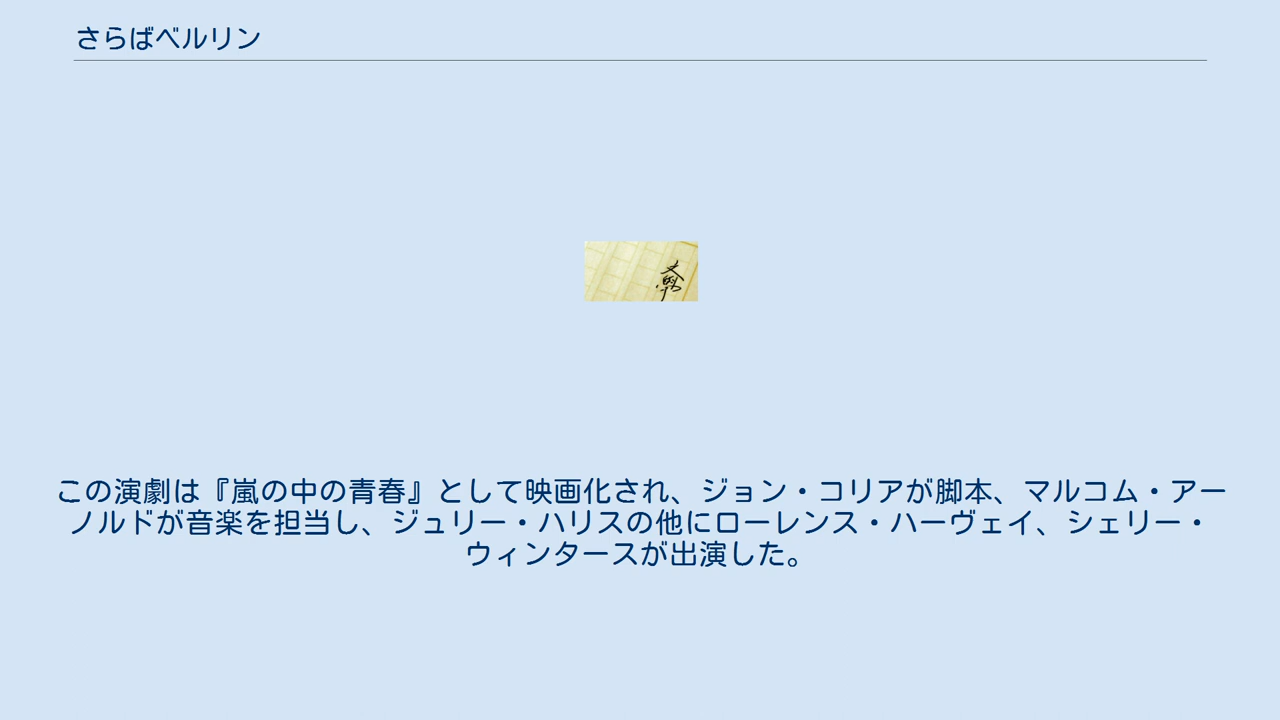 さらばベルリン
この演劇は『嵐の中の青春』として映画化され、ジョン・コリアが脚本、マルコム・アー
ノルドが音楽を担当し、ジュリー・ハリスの他にローレンス・ハーヴェイ、シェリー・
ウィンタースが出演した。